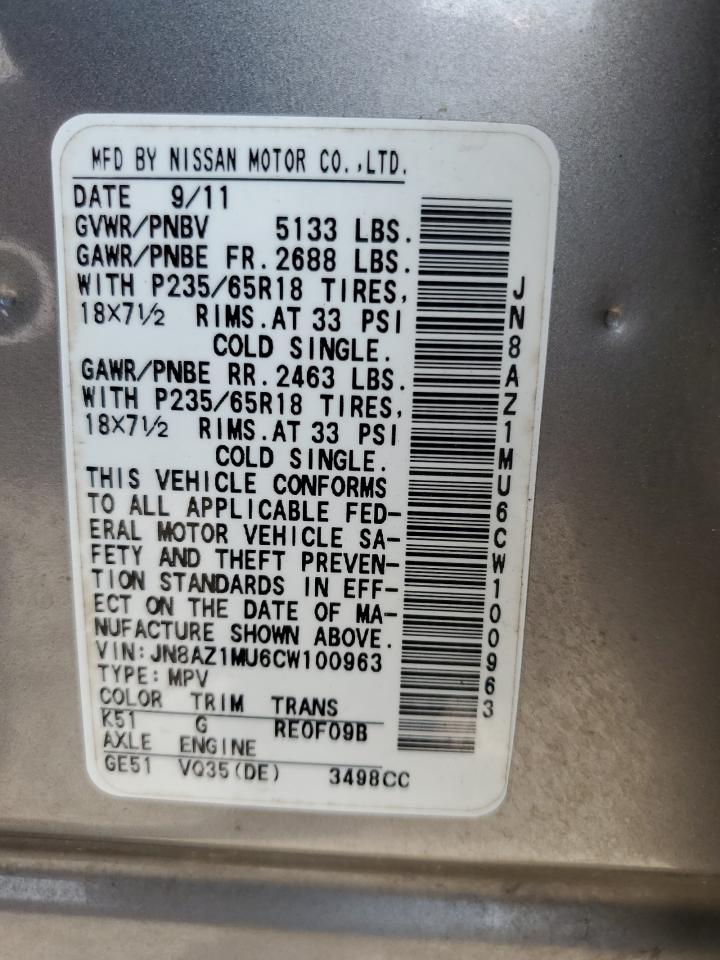 MFD BY NISSAN MOTOR CO.,LTD.
DATE 9/11
GVWR/PNBV 5133 LBS.
GAWR/PNBE FR.2688 LBS.
WITH P235/65R18 TIRES,
18×7½ RIMS.AT 33 PSI
COLD SINGLE.
GAWR/PNBE RR.2463 LBS.
WITH P235/65R18 TIRES,
18×7½ RIMS.AT 33 PSI
COLD SINGLE.
THIS VEHICLE CONFORMS
TO ALL APPLICABLE FED-
ERAL MOTOR VEHICLE SA-
FETY AND THEFT PREVEN-
TION STANDARDS IN EFF-
ECT ON THE DATE OF MA-
NUFACTURE SHOWN ABOVE.
VIN:JN8AZ1MU6CW100963
TYPE:MPV
COLOR TRIM TRANS
K51 G RE0F09B
AXLE ENGINE
GE51 VQ35(DE) 3498CC
JN8AZ1MU6CW100963